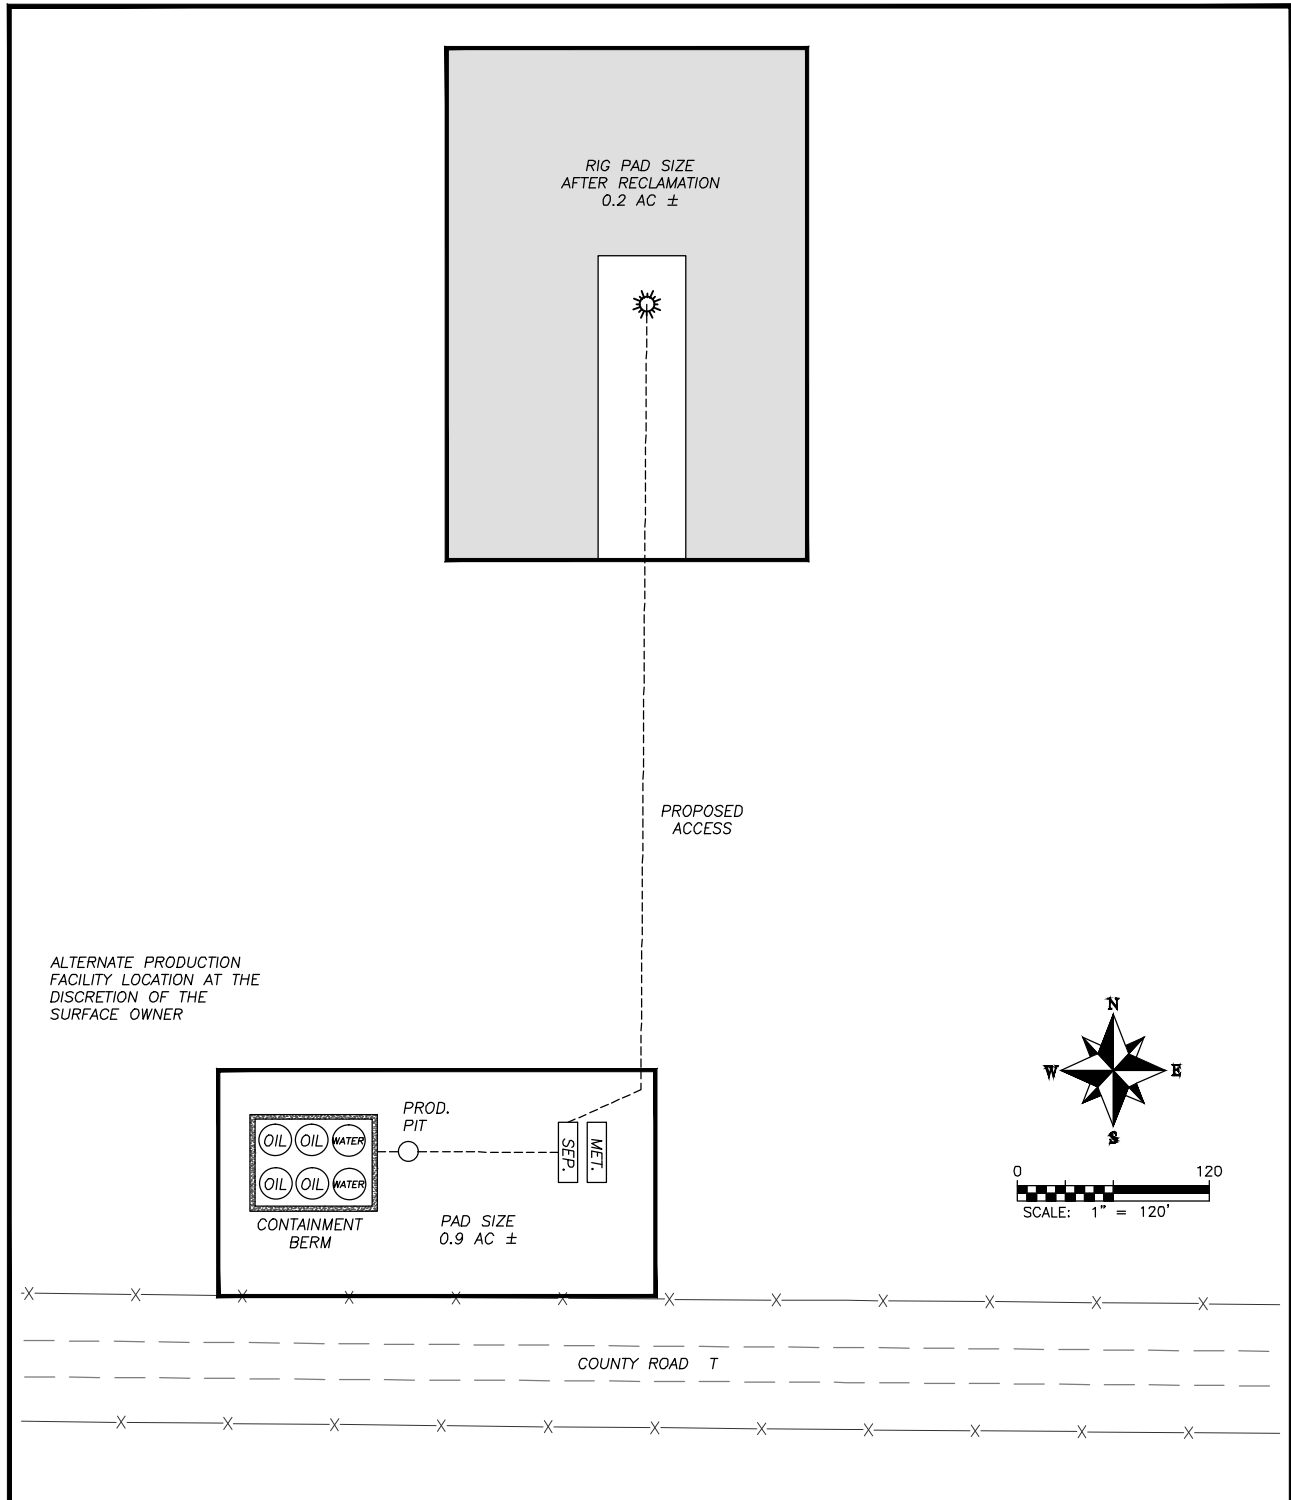 RIG PAD SIZE
AFTER RECLAMATION
0.2 AC ±
PROPOSED
ACCESS
ALTERNATE PRODUCTION
FACILITY LOCATION AT THE
DISCRETION OF THE
SURFACE OWNER
N
W
E
S
PROD.
PIT
OIL
OIL
WATER
SEP.
MET.
OIL
OIL
WATER
CONTAINMENT
BERM
PAD SIZE
0.9 AC ±
0 120
SCALE: 1" = 120'
COUNTY ROAD T